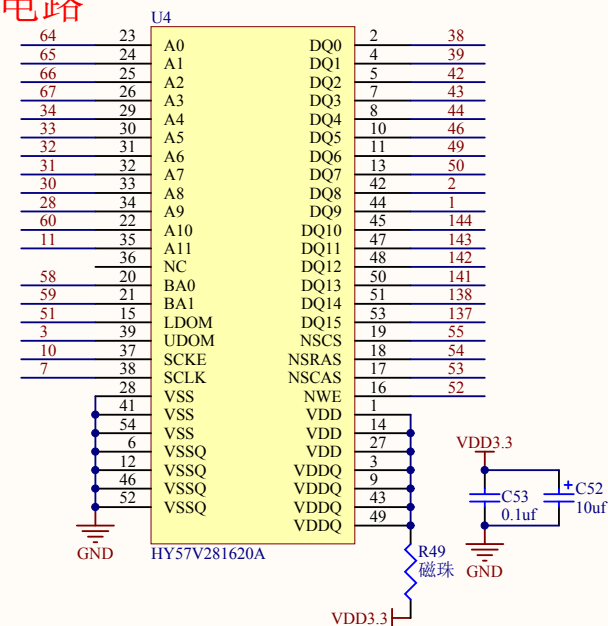 电路
U4
64 23 A0 DQ0 2 38
65 24 A1 DQ1 4 39
66 25 A2 DQ2 5 42
67 26 A3 DQ3 7 43
34 29 A4 DQ4 8 44
33 30 A5 DQ5 10 46
32 31 A6 DQ6 11 49
31 32 A7 DQ7 13 50
30 33 A8 DQ8 42 2
28 34 A9 DQ9 44 1
60 22 A10 DQ10 45 144
11 35 A11 DQ11 47 143
36 NC DQ12 48 142
58 20 BA0 DQ13 50 141
59 21 BA1 DQ14 51 138
51 15 LDOM DQ15 53 137
3 39 UDOM NSCS 19 55
10 37 SCKE NSRAS 18 54
7 38 SCLK NSCAS 17 53
28 VSS NWE 16 52
41 VSS VDD 1
54 VSS VDD 14
6 VSSQ VDD 27
12 VSSQ VDDQ 3
46 VSSQ VDDQ 9
52 VSSQ VDDQ 43
VDDQ 49
GND
HY57V281620A
R49
磁珠
VDD3.3
VDD3.3
C53
0.1uf
+
C52
10uf
GND